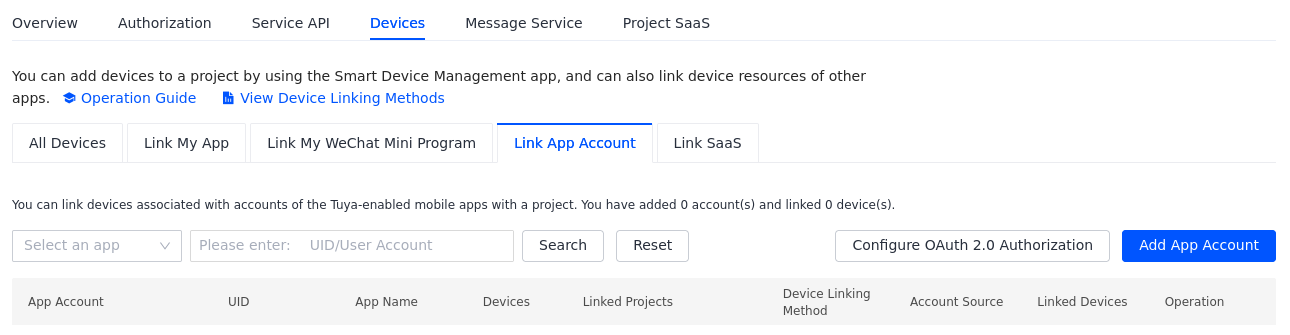 Overview Authorization Service API Devices Message Service Project SaaS
You can add devices to a project by using the Smart Device Management app, and can also link device resources of other
apps. Operation Guide View Device Linking Methods
All Devices Link My App Link My WeChat Mini Program Link App Account Link SaaS
You can link devices associated with accounts of the Tuya-enabled mobile apps with a project. You have added 0 account(s) and linked 0 device(s).
Select an app Please enter: UID/User Account Search Reset Configure OAuth 2.0 Authorization Add App Account
App Account UID App Name Devices Linked Projects Device Linking Method Account Source Linked Devices Operation